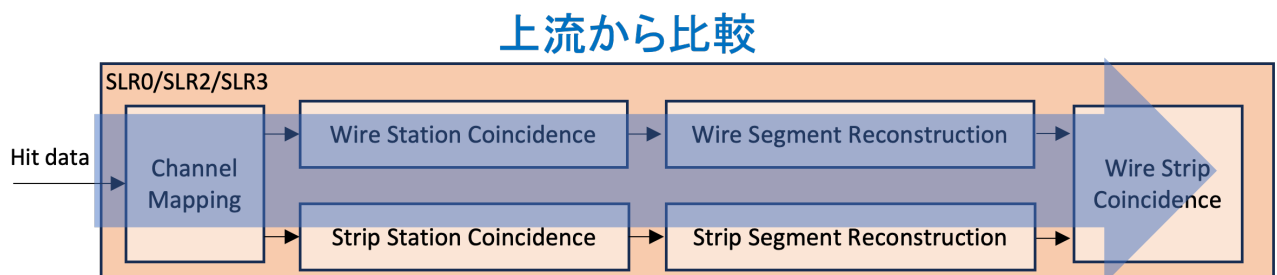 上流から比較
SLR0/SLR2/SLR3
Hit data
Channel
Mapping
Wire Station Coincidence
Wire Segment Reconstruction
Strip Station Coincidence
Strip Segment Reconstruction
Wire Strip
Coincidence